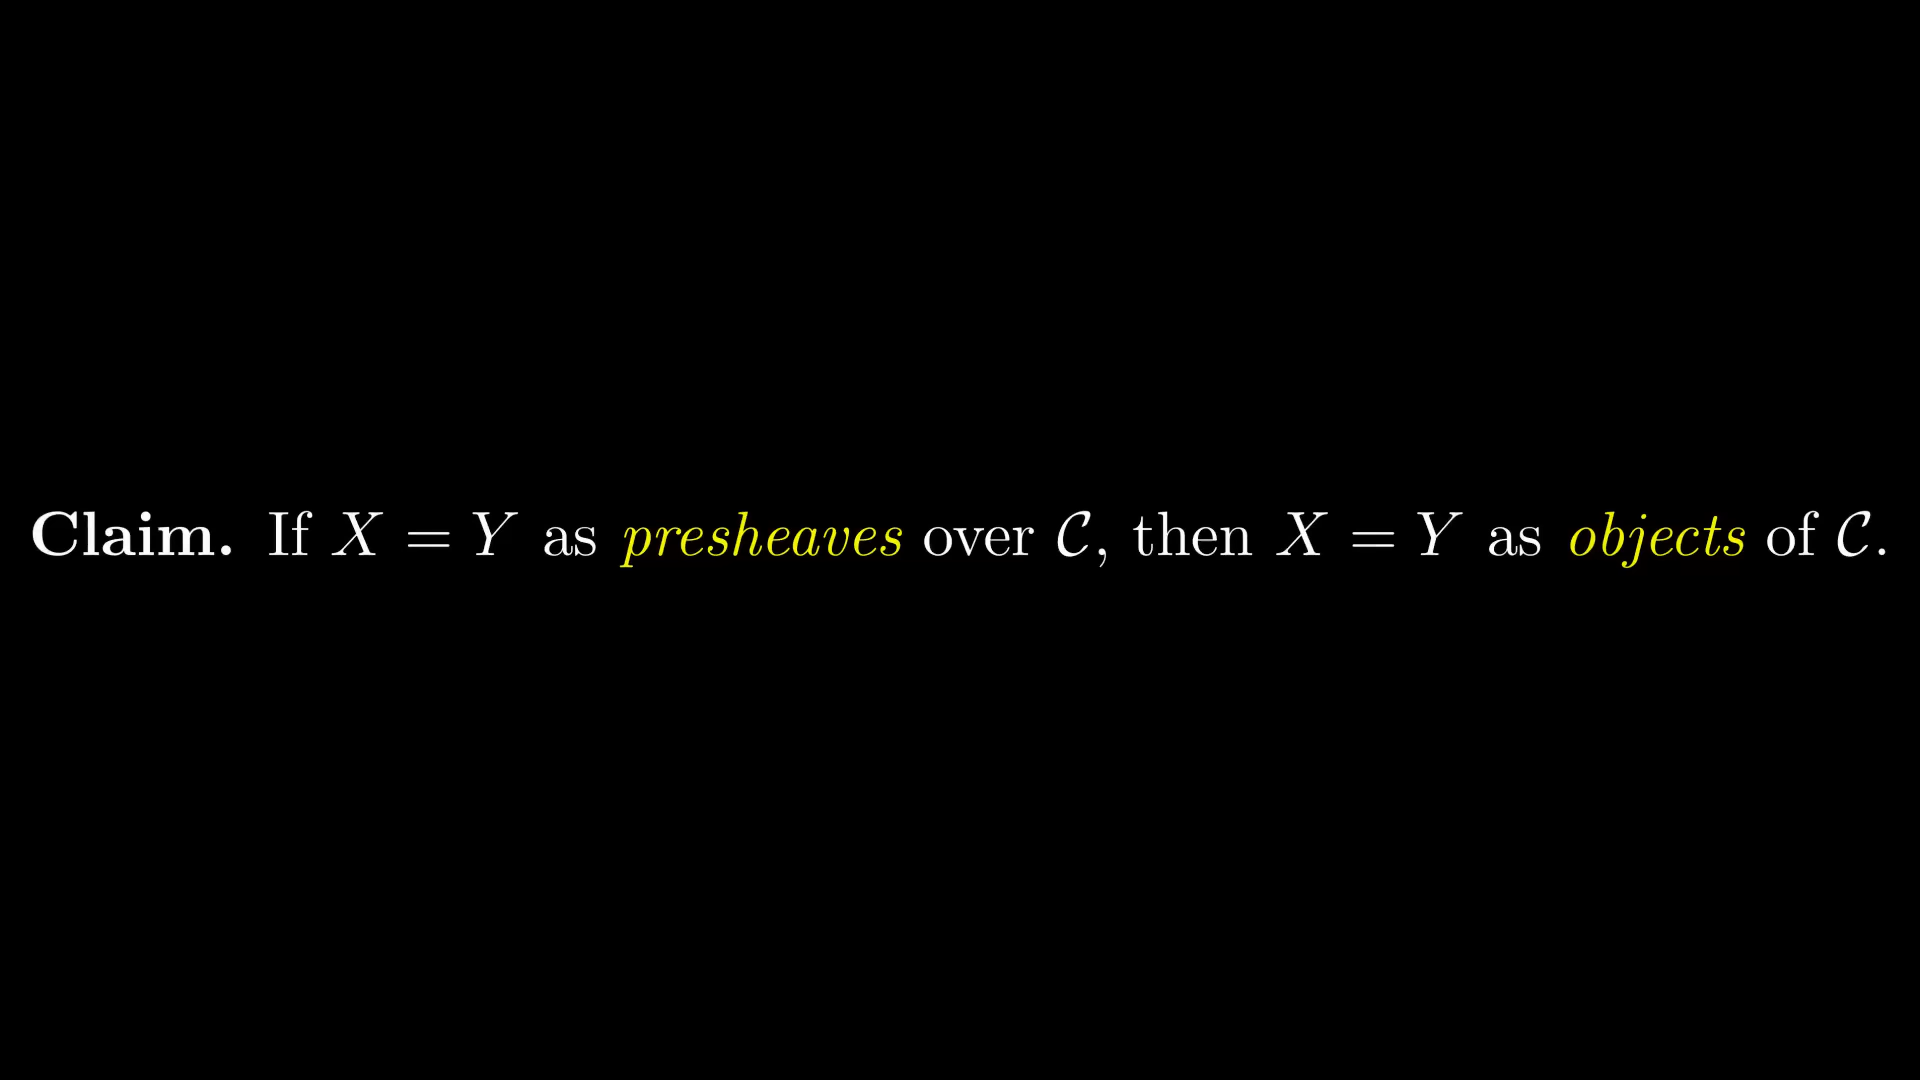 Claim. If X = Y as presheaves over 𝒞, then X = Y as objects of 𝒞.